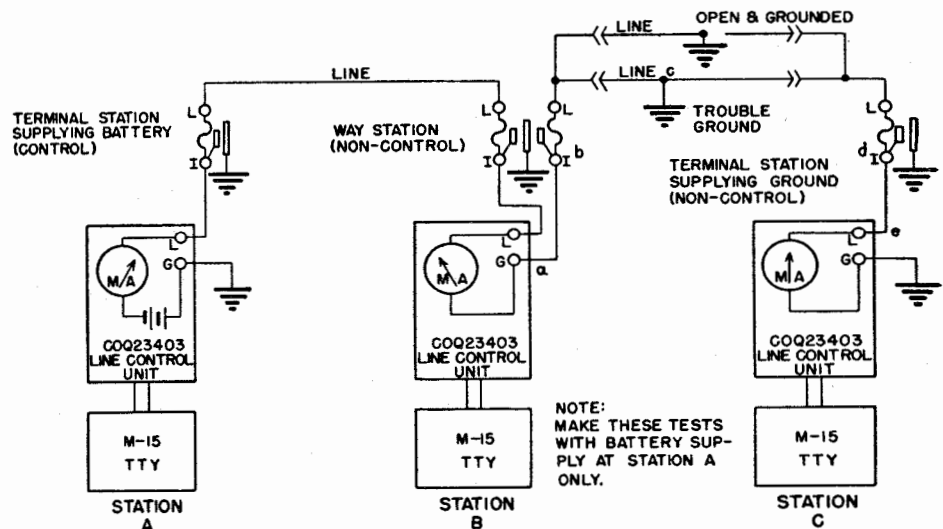 OPEN & GROUNDED
LINE
LINE
LINE c
TERMINAL STATION
SUPPLYING BATTERY
(CONTROL)
L
I
WAY STATION
(NON-CONTROL)
L
I
L
b
I
TROUBLE
GROUND
TERMINAL STATION
SUPPLYING GROUND
(NON-CONTROL)
L
d
I
L
G
M A
COQ23403
LINE CONTROL
UNIT
L
G
a
M A
COQ23403
LINE CONTROL
UNIT
L
e
G
M A
COQ23403
LINE CONTROL
UNIT
M-15
TTY
M-15
TTY
NOTE:
MAKE THESE TESTS
WITH BATTERY SUP-
PLY AT STATION A
ONLY.
M-15
TTY
STATION
A
STATION
B
STATION
C